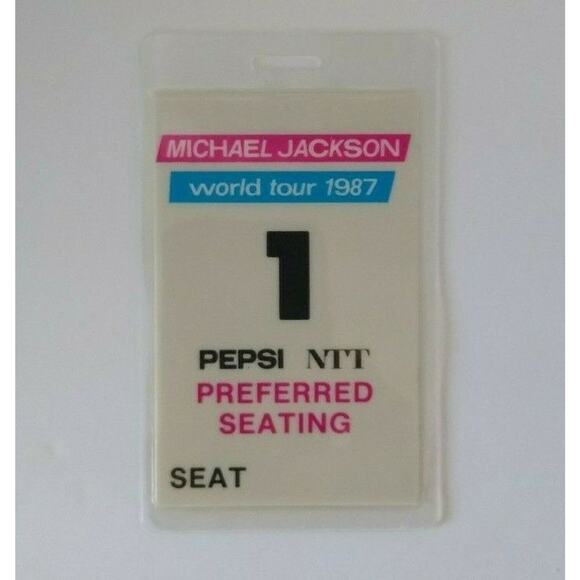 MICHAEL JACKSON
world tour 1987
1
PEPSI NTT
PREFERRED
SEATING
SEAT